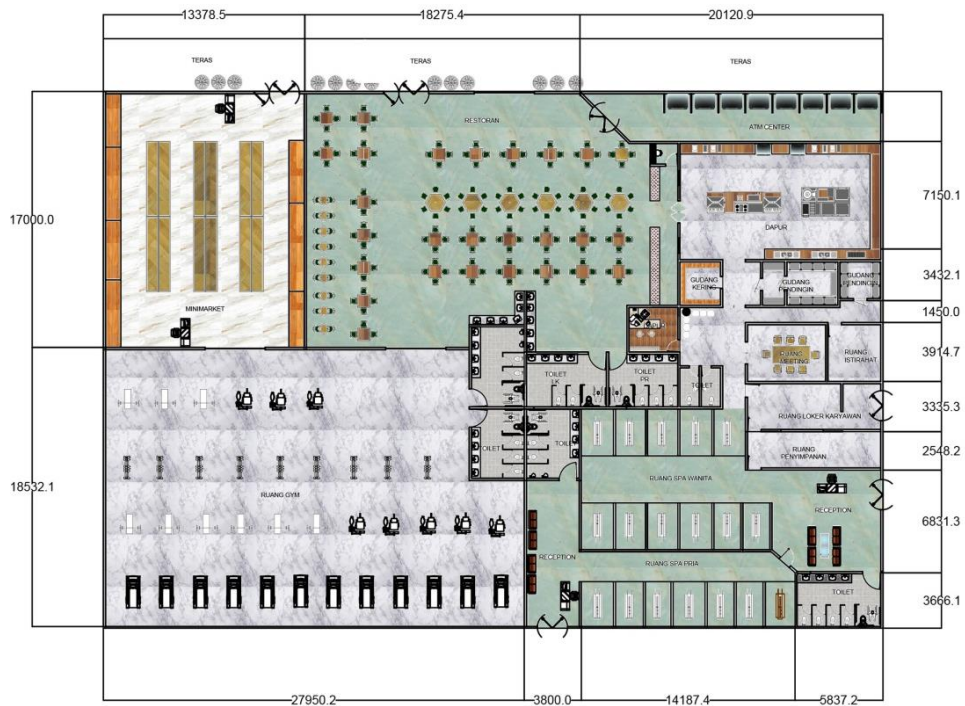 13378.5
18275.4
20120.9
TERAS
TERAS
TERAS
RESTORAN
ATM CENTER
17000.0
7150.1
DAPUR
3432.1
GUDANG
KERING
GUDANG
PENDINGIN
GUDANG
PENDINGIN
1450.0
MINIMARKET
3914.7
RUANG
MEETING
RUANG
ISTIRAHAT
TOILET
LK
TOILET
PR
TOILET
3335.3
RUANG LOKER KARYAWAN
2548.2
TOILET
TOILET
RUANG
PENYIMPANAN
18532.1
RUANG GYM
RUANG SPA WANITA
6831.3
RECEPTION
RECEPTION
RUANG SPA PRIA
3666.1
TOILET
27950.2
3800.0
14187.4
5837.2